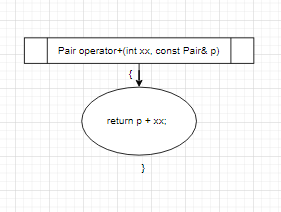 Pair operator+(int xx, const Pair& p)
{
return p + xx;
}